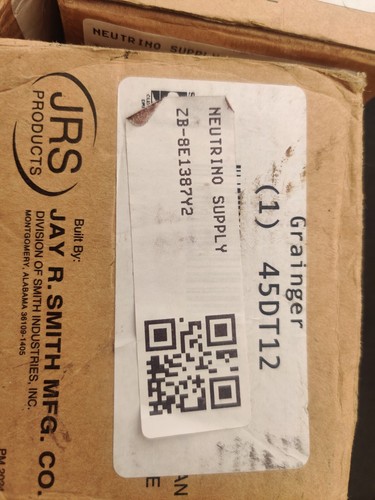 NEUTRINO SUPPLY
Grainger
(1) 45DT12
NEUTRINO SUPPLY
ZB-8E1387Y2
JRS
PRODUCTS
Built By:
JAY R. SMITH MFG. CO.
DIVISION OF SMITH INDUSTRIES, INC.
MONTGOMERY, ALABAMA 36109-1405